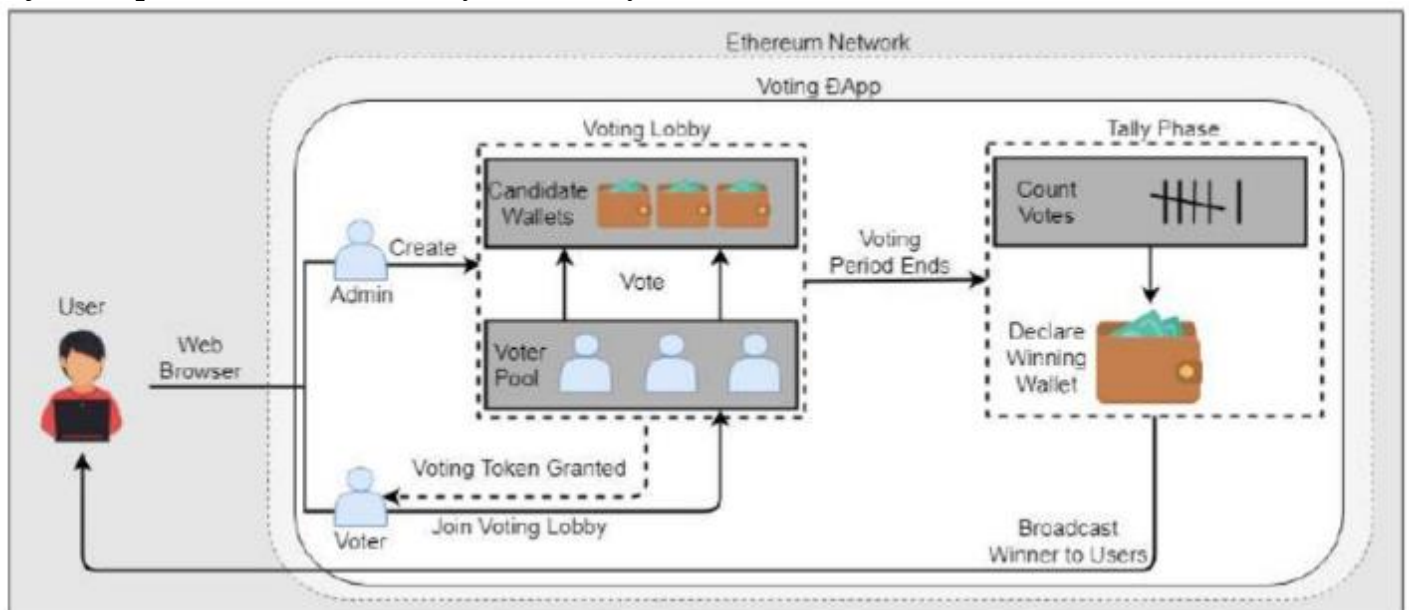 Ethereum Network
Voting ĐApp
Voting Lobby
Tally Phase
Candidate
Wallets
Count
Votes
Create
Admin
Vote
Voting
Period Ends
User
Web
Browser
Voter
Pool
Declare
Winning
Wallet
Voting Token Granted
Join Voting Lobby
Voter
Broadcast
Winner to Users